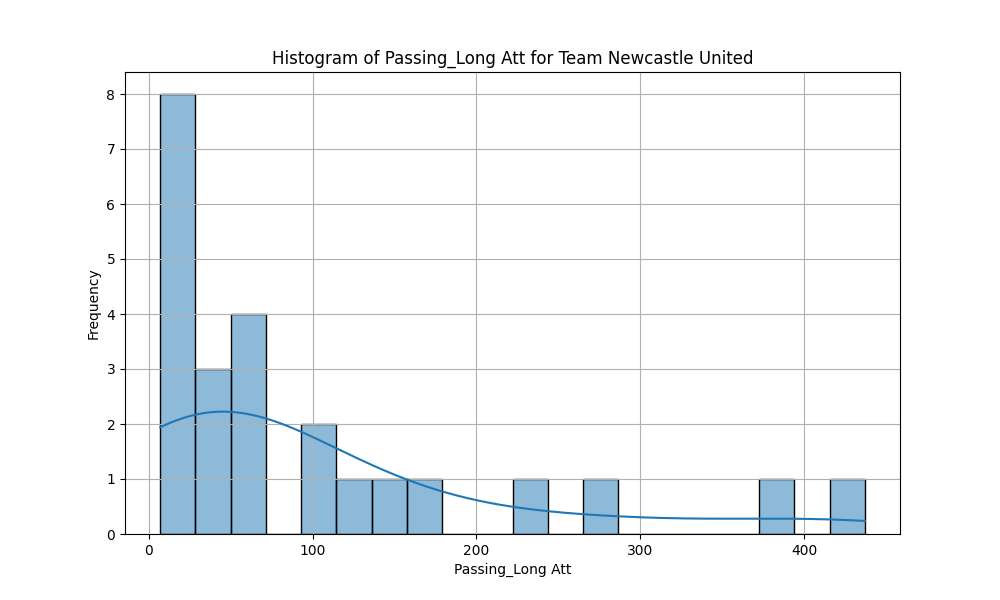 Histogram of Passing_Long Att for Team Newcastle United
8
7
6
5
4
3
2
1
0
Frequency
0 100 200 300 400
Passing_Long Att